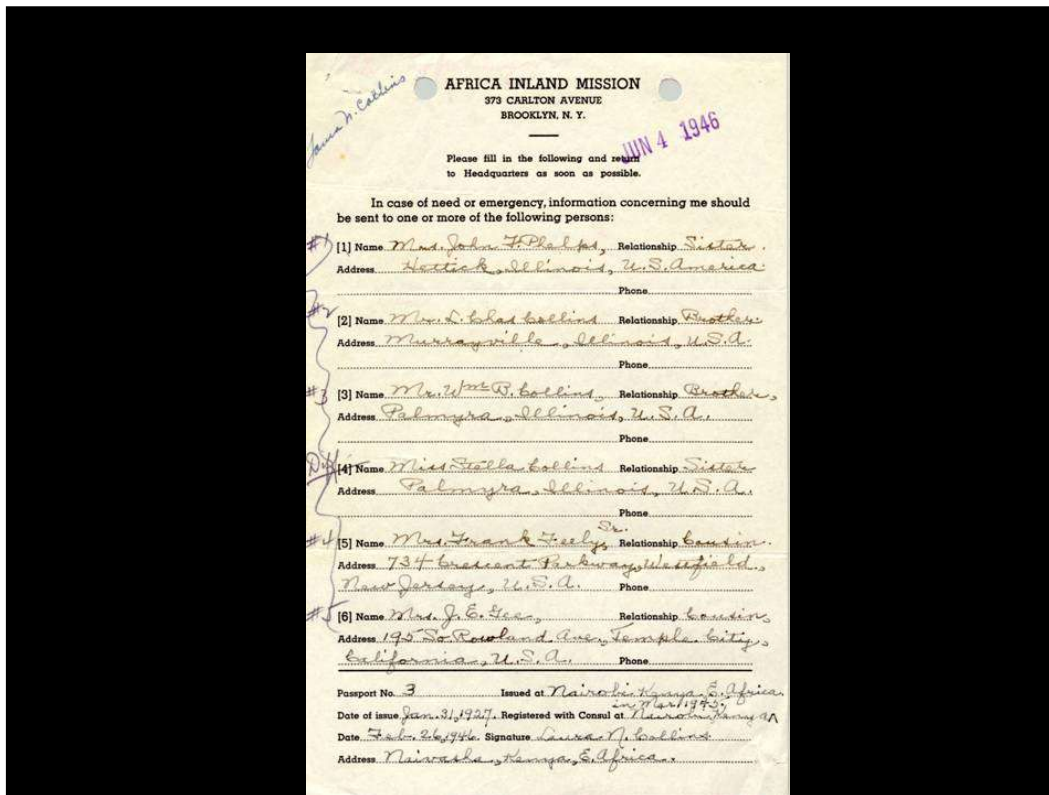 Laura N. Collins
AFRICA INLAND MISSION
373 CARLTON AVENUE
BROOKLYN, N. Y.
JUN 4 1946
Please fill in the following and return
to Headquarters as soon as possible.
In case of need or emergency, information concerning me should
be sent to one or more of the following persons:
#1 [1] Name Mrs. John F. Phelps, Relationship Sister.
Address Hettick, Illinois, U.S. America.
Phone
#2
[2] Name Mr. L. Chas Collins Relationship Brother.
Address Murrayville, Illinois, U.S.A.
Phone
#3 [3] Name Mr. Wm B. Collins, Relationship Brother,
Address Palmyra, Illinois, U.S.A.
Phone
[4] Name Miss Stella Collins Relationship Sister
Address Palmyra, Illinois, U.S.A.
Phone
#4 [5] Name Mrs. Frank Feely, Sr. Relationship Cousin.
Address 734 Crescent Parkway, Westfield,
New Jersey, U.S.A. Phone
#5 [6] Name Mrs. J. E. Gee, Relationship Cousin,
Address 195 So Rowland Ave., Temple City,
California, U.S.A. Phone
Passport No. 3 Issued at Nairobi, Kenya, E. Africa.
in Mar. 1945.
Date of issue Jan. 31, 1927. Registered with Consul at Nairobi, Kenya
Date Feb. 26, 1946. Signature Laura N. Collins
Address Naivasha, Kenya, E. Africa.